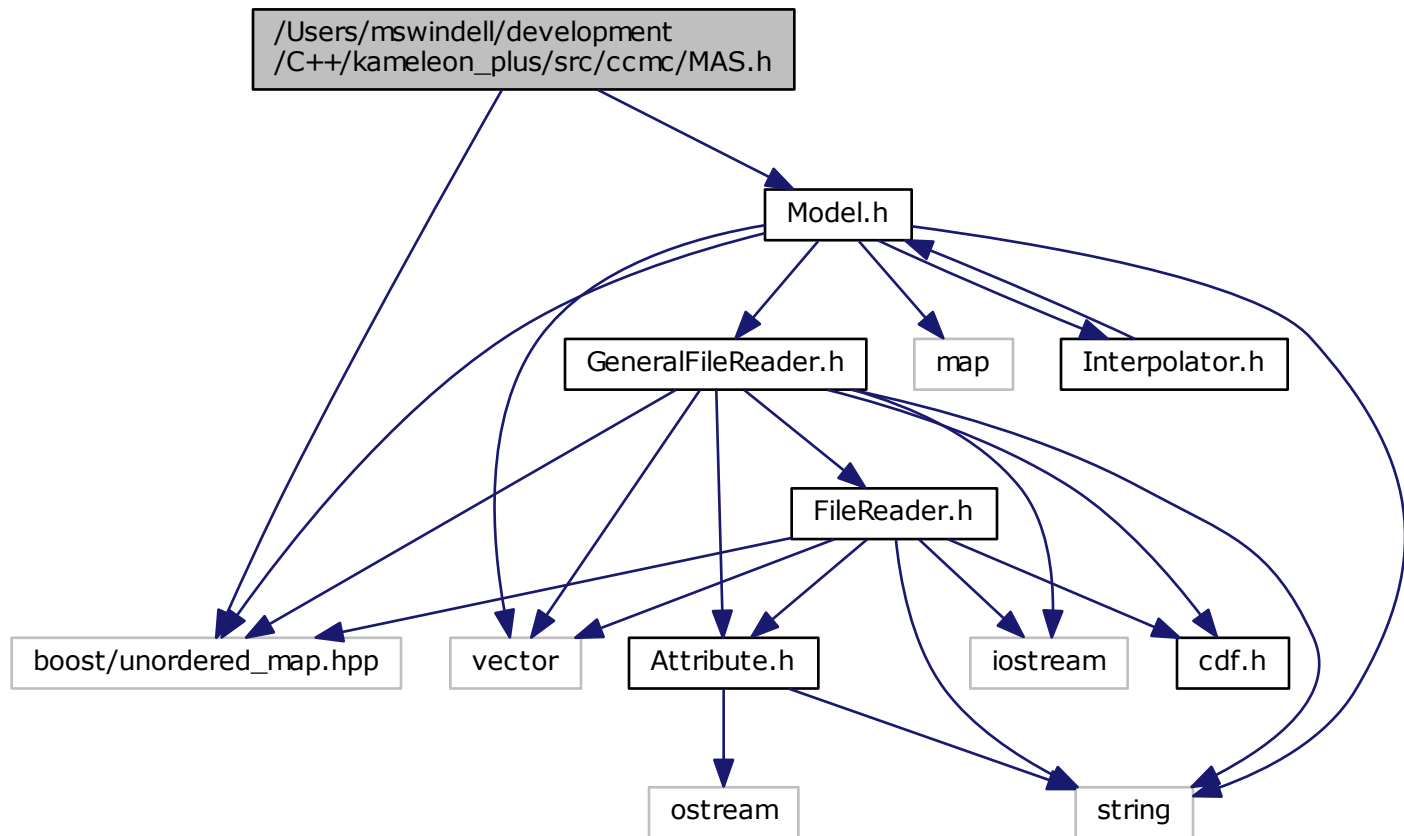 /Users/mswindell/development
/C++/kameleon_plus/src/ccmc/MAS.h
Model.h
GeneralFileReader.h
map
Interpolator.h
FileReader.h
boost/unordered_map.hpp
vector
Attribute.h
iostream
cdf.h
ostream
string